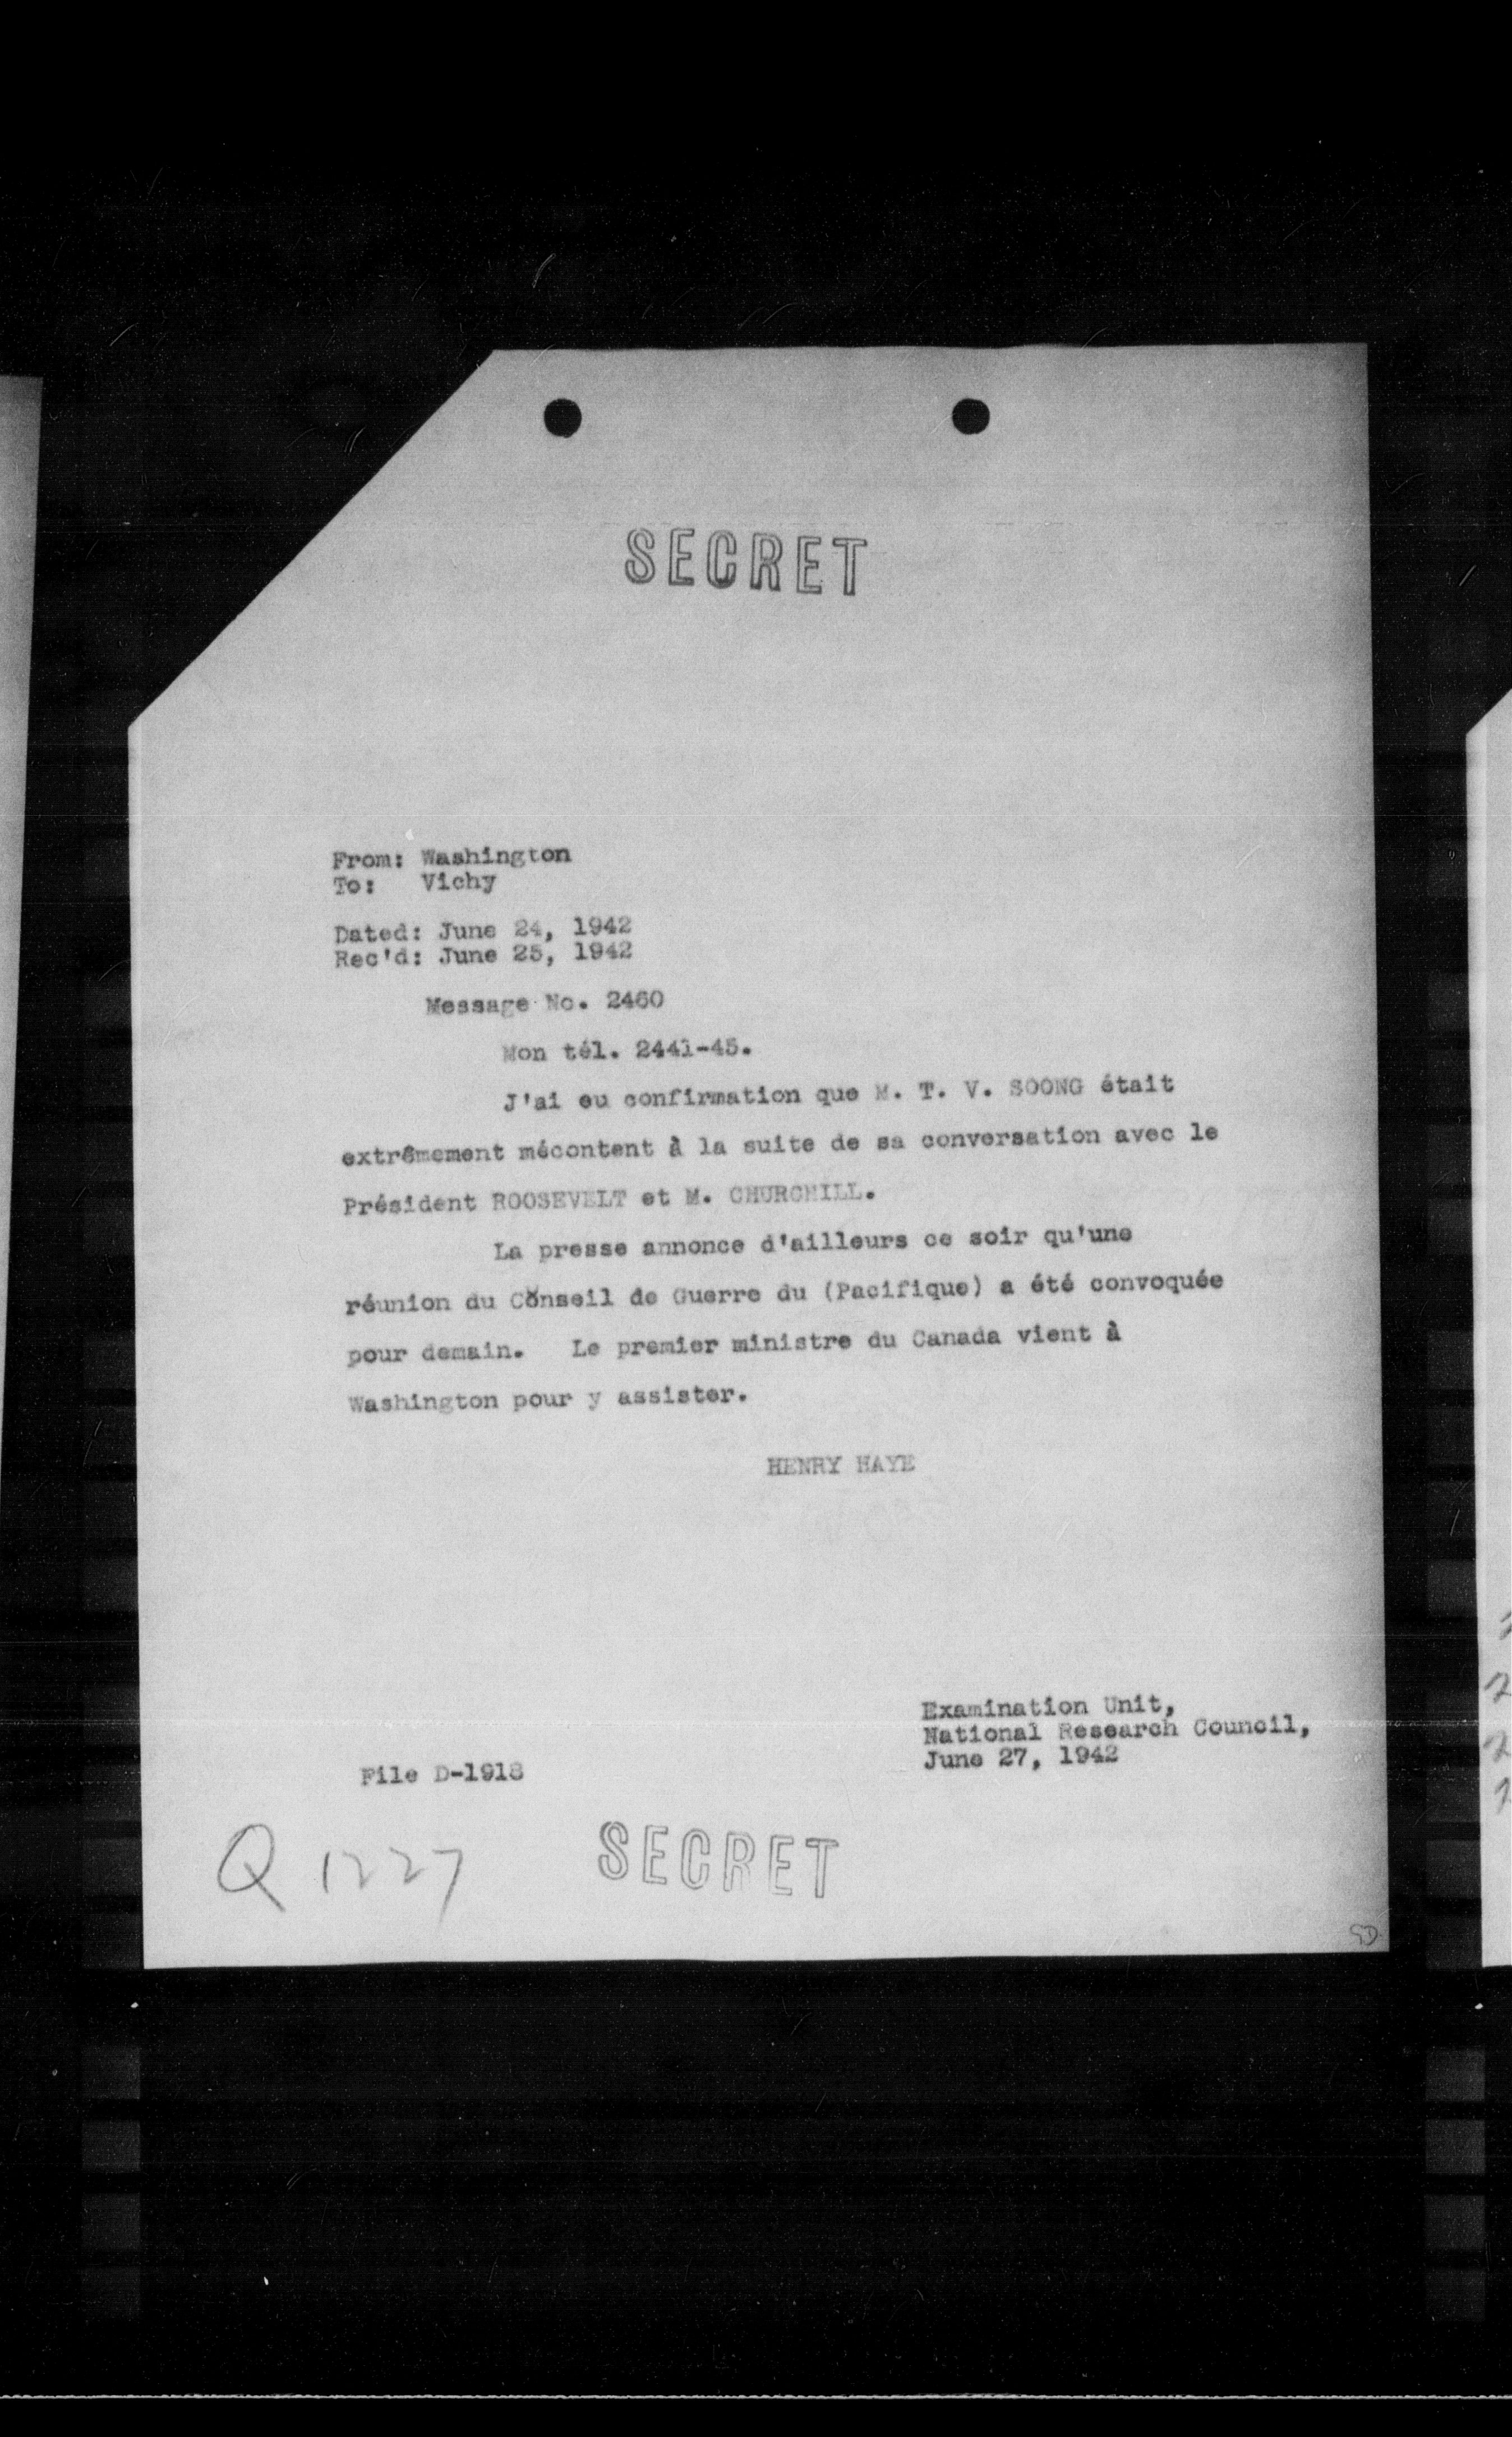 SECRET
From: Washington
To: Vichy
Dated: June 24, 1942
Rec'd: June 25, 1942
Message No. 2460
Mon tél. 2441-45.
J'ai eu confirmation que M. T. V. SOONG était
extrêmement mécontent à la suite de sa conversation avec le
Président ROOSEVELT et M. CHURCHILL.
La presse annonce d'ailleurs ce soir qu'une
réunion du Conseil de Guerre du (Pacifique) a été convoquée
pour demain. Le premier ministre du Canada vient à
Washington pour y assister.
HENRY HAYE
Examination Unit,
National Research Council,
June 27, 1942
File D-1918
Q 1227
SECRET